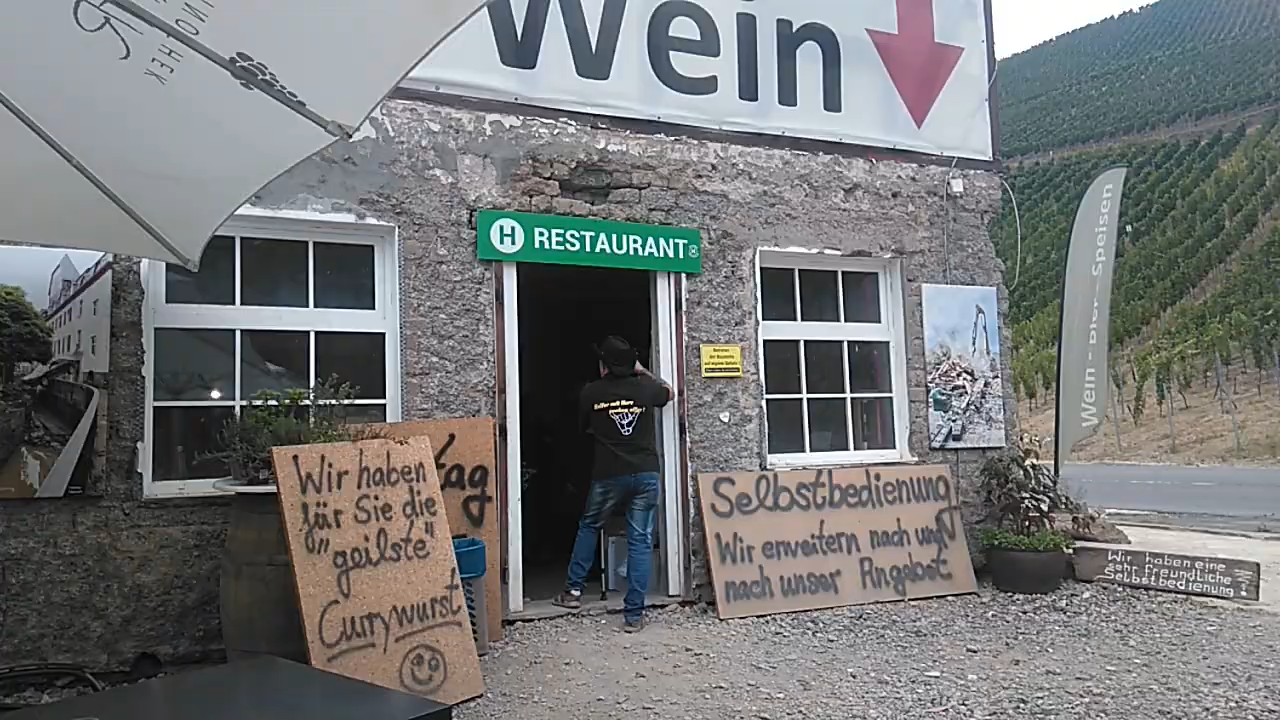 Wein
H RESTAURANT
Wir haben
für Sie die
"geilste"
Currywurst
tag
Selbstbedienung
Wir erweitern nach und
nach unser Angebot
Wein - Bier - Speisen
Wir haben eine
sehr freundliche
Selbstbedienung!